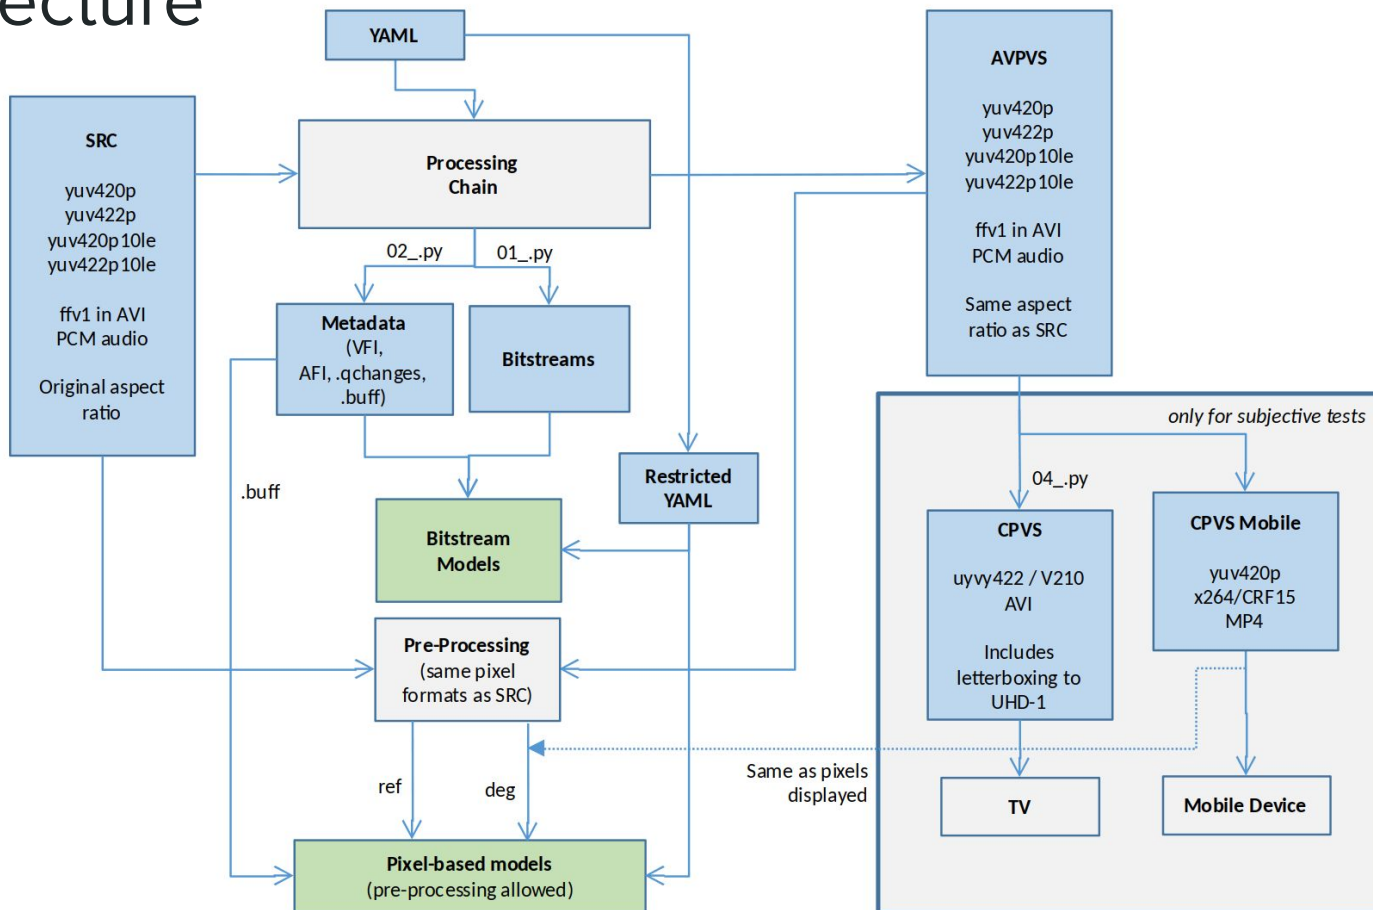 YAML
AVPVS
yuv420p
yuv422p
yuv420p10le
yuv422p10le
ffv1 in AVI
PCM audio
Same aspect
ratio as SRC
SRC
yuv420p
yuv422p
yuv420p10le
yuv422p10le
ffv1 in AVI
PCM audio
Original aspect
ratio
Processing
Chain
02_.py
01_.py
Metadada
(VFI,
AFI, .qchanges,
.buff)
Bitstreams
.buff
Restricted
YAML
Bitstream
Models
Pre-Processing
(same pixel
formats as SRC)
ref
deg
Pixel-based models
(pre-processing allowed)
only for subjective tests
04_.py
CPVS
uyvy422 / V210
AVI
Includes
letterboxing to
UHD-1
CPVS Mobile
yuv420p
x264/CRF15
MP4
Same as pixels
displayed
TV
Mobile Device